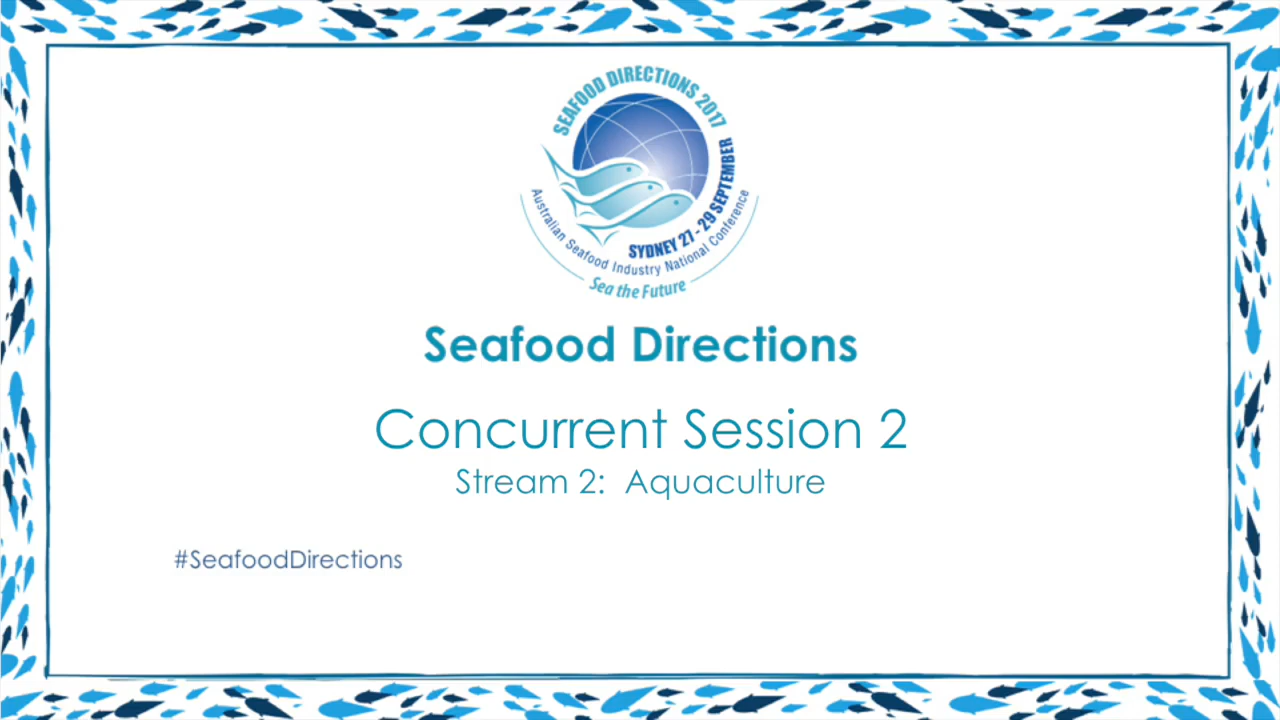 SEAFOOD DIRECTIONS 2017
SYDNEY 27 - 29 SEPTEMBER
Australian Seafood Industry National Conference
Sea the Future
Seafood Directions
Concurrent Session 2
Stream 2: Aquaculture
#SeafoodDirections